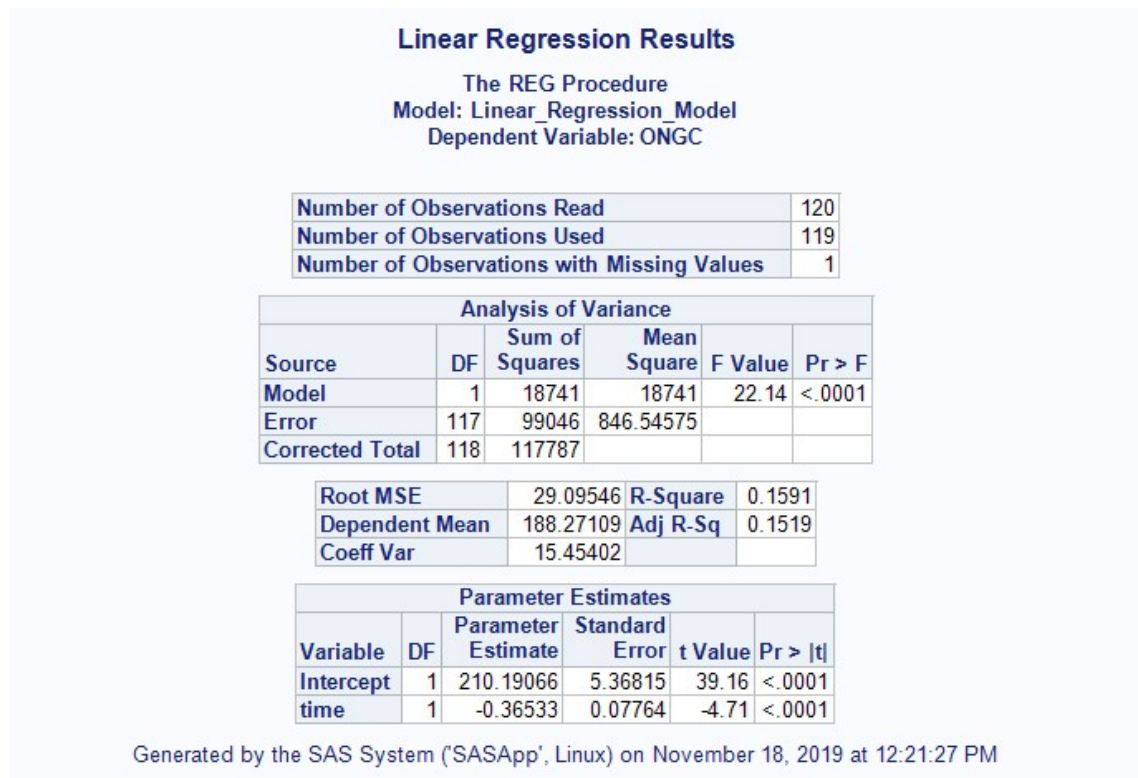 Linear Regression Results
The REG Procedure
Model: Linear_Regression_Model
Dependent Variable: ONGC
Number of Observations Read 120
Number of Observations Used 119
Number of Observations with Missing Values 1
Analysis of Variance
Source DF Sum of Squares Mean Square F Value Pr > F
Model 1 18741 18741 22.14 <.0001
Error 117 99046 846.54575
Corrected Total 118 117787
Root MSE 29.09546 R-Square 0.1591
Dependent Mean 188.27109 Adj R-Sq 0.1519
Coeff Var 15.45402
Parameter Estimates
Variable DF Parameter Estimate Standard Error t Value Pr > |t|
Intercept 1 210.19066 5.36815 39.16 <.0001
time 1 -0.36533 0.07764 -4.71 <.0001
Generated by the SAS System ('SASApp', Linux) on November 18, 2019 at 12:21:27 PM